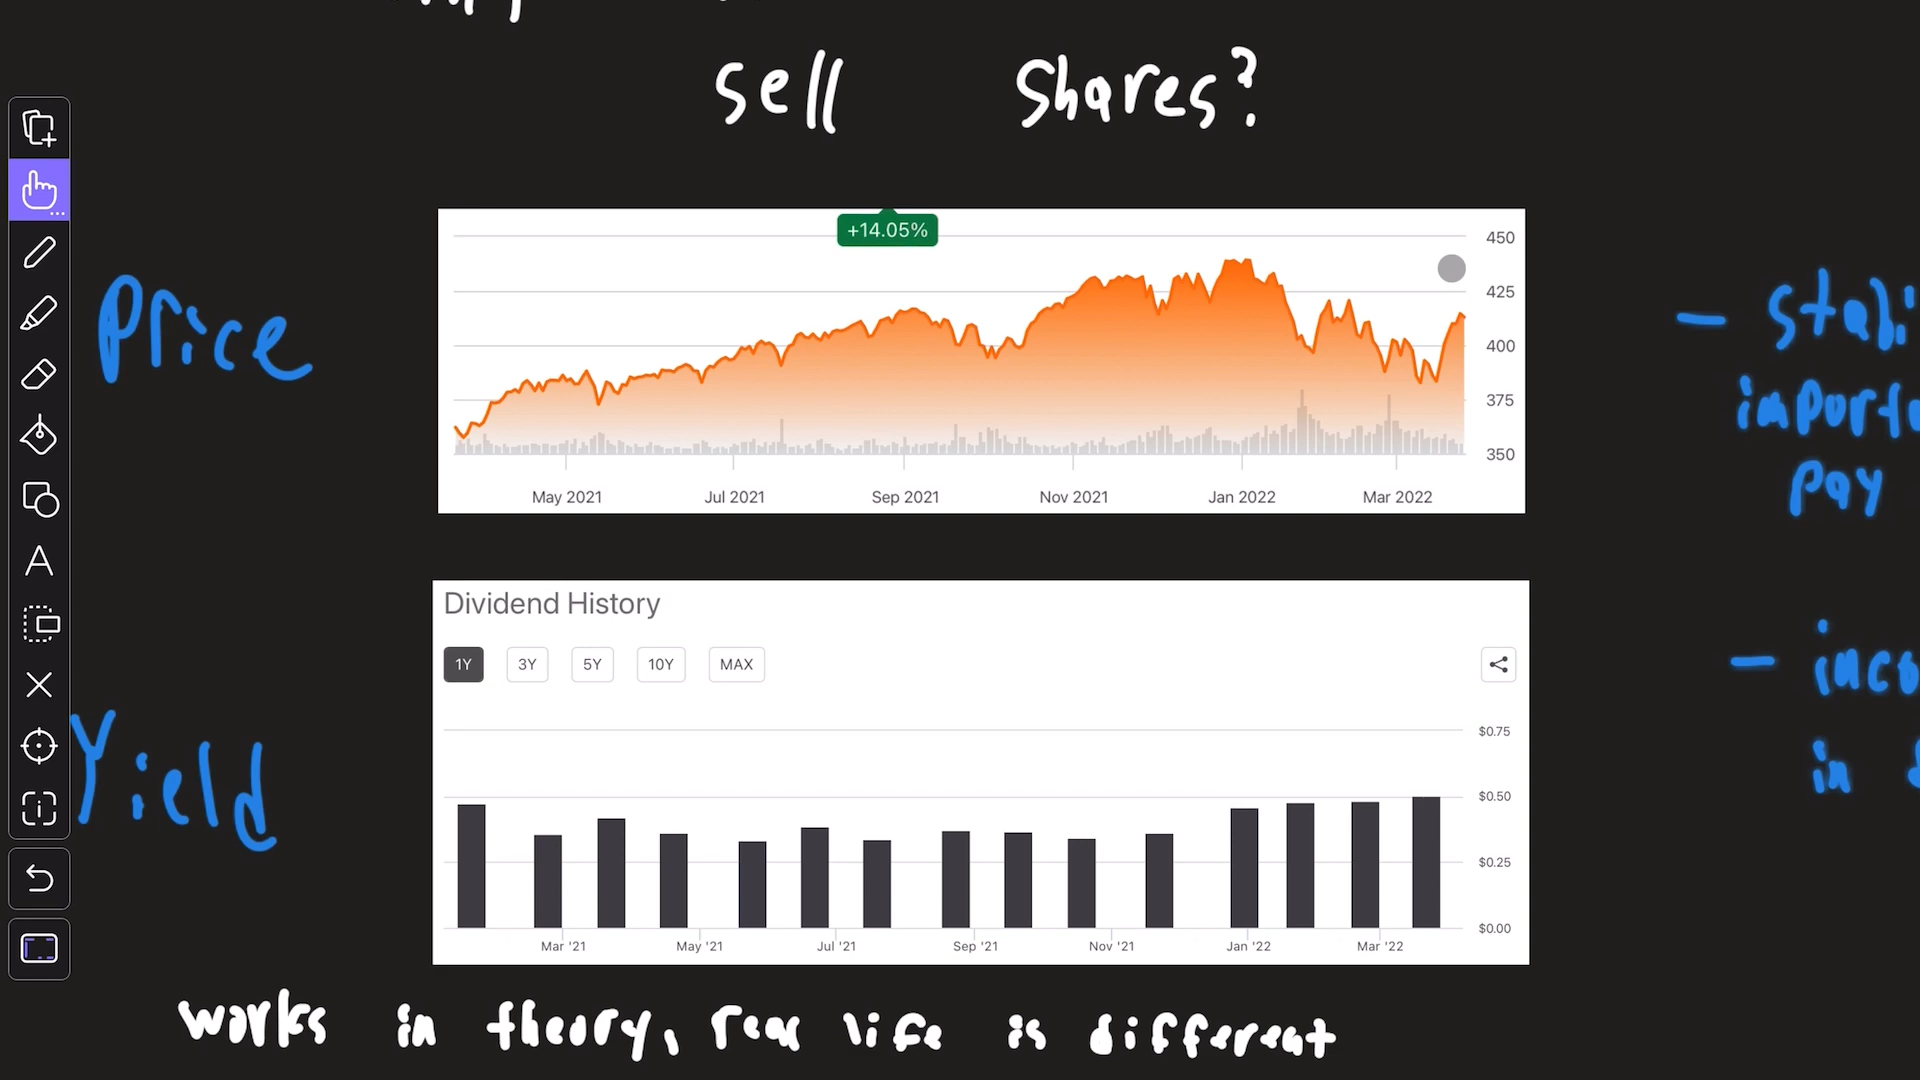 sell shares?
+14.05%
450
425
400
375
350
May 2021 Jul 2021 Sep 2021 Nov 2021 Jan 2022 Mar 2022
Price
pay
Dividend History
1Y 3Y 5Y 10Y MAX
$0.75
$0.50
$0.25
$0.00
Mar '21 May '21 Jul '21 Sep '21 Nov '21 Jan '22 Mar '22
Yield
in
works in theory, real life is different